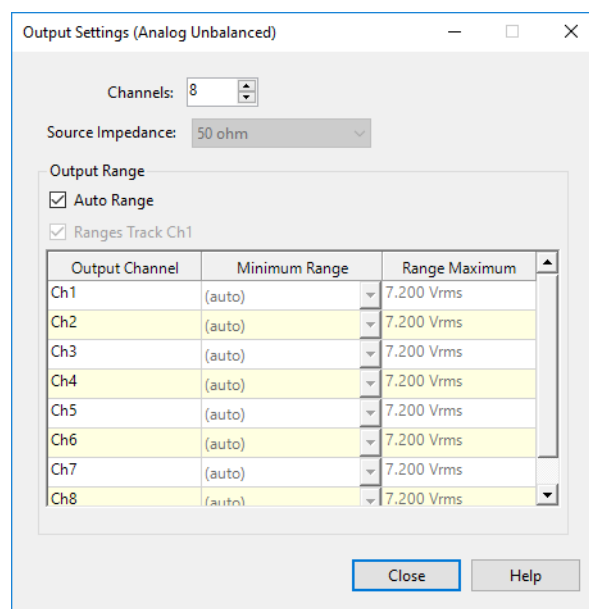 Output Settings (Analog Unbalanced)
Channels: 8
Source Impedance: 50 ohm
Output Range
Auto Range
Ranges Track Ch1
Output Channel Minimum Range Range Maximum
Ch1 (auto) 7.200 Vrms
Ch2 (auto) 7.200 Vrms
Ch3 (auto) 7.200 Vrms
Ch4 (auto) 7.200 Vrms
Ch5 (auto) 7.200 Vrms
Ch6 (auto) 7.200 Vrms
Ch7 (auto) 7.200 Vrms
Ch8 (auto) 7.200 Vrms
Close Help